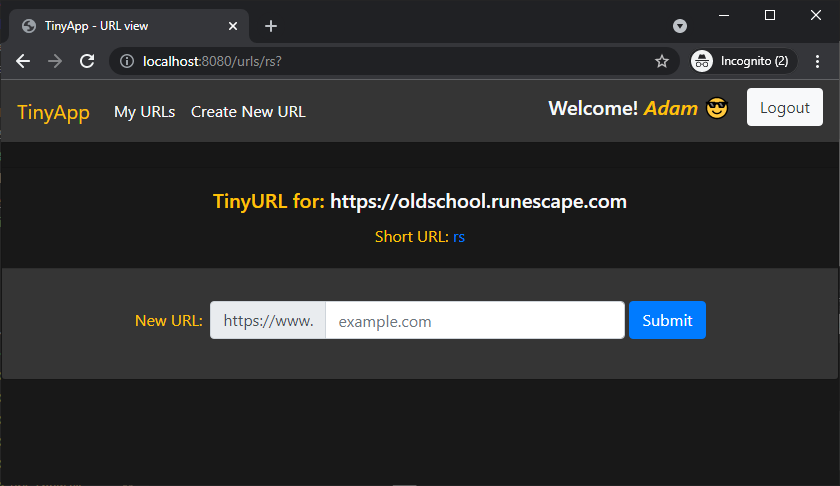 TinyApp - URL view
localhost:8080/urls/rs?
Incognito (2)
TinyApp My URLs Create New URL Welcome! Adam 😎 Logout
TinyURL for: https://oldschool.runescape.com
Short URL: rs
New URL: https://www. example.com Submit